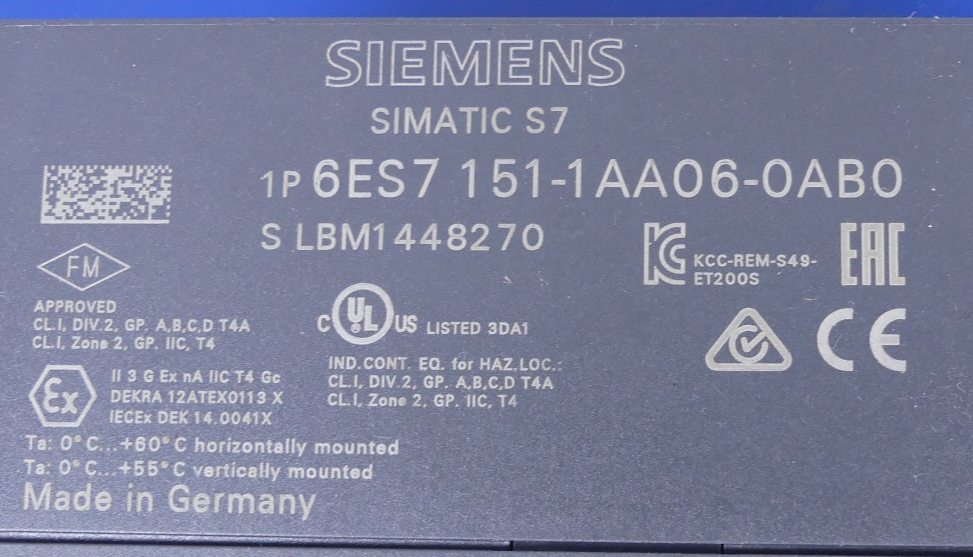 SIEMENS
SIMATIC S7
1P 6ES7 151-1AA06-0AB0
S LBM1448270
KCC-REM-S49-
ET200S
EAC
FM
APPROVED
CL.I, DIV.2, GP. A,B,C,D T4A
CL.I, Zone 2, GP. IIC, T4
C UL US LISTED 3DA1
IND.CONT. EQ. for HAZ.LOC.:
CL.I, DIV.2, GP. A,B,C,D T4A
CL.I, Zone 2, GP. IIC, T4
CE
Ex
II 3 G Ex nA IIC T4 Gc
DEKRA 12ATEX0113 X
IECEx DEK 14.0041X
Ta: 0°C...+60°C horizontally mounted
Ta: 0°C...+55°C vertically mounted
Made in Germany